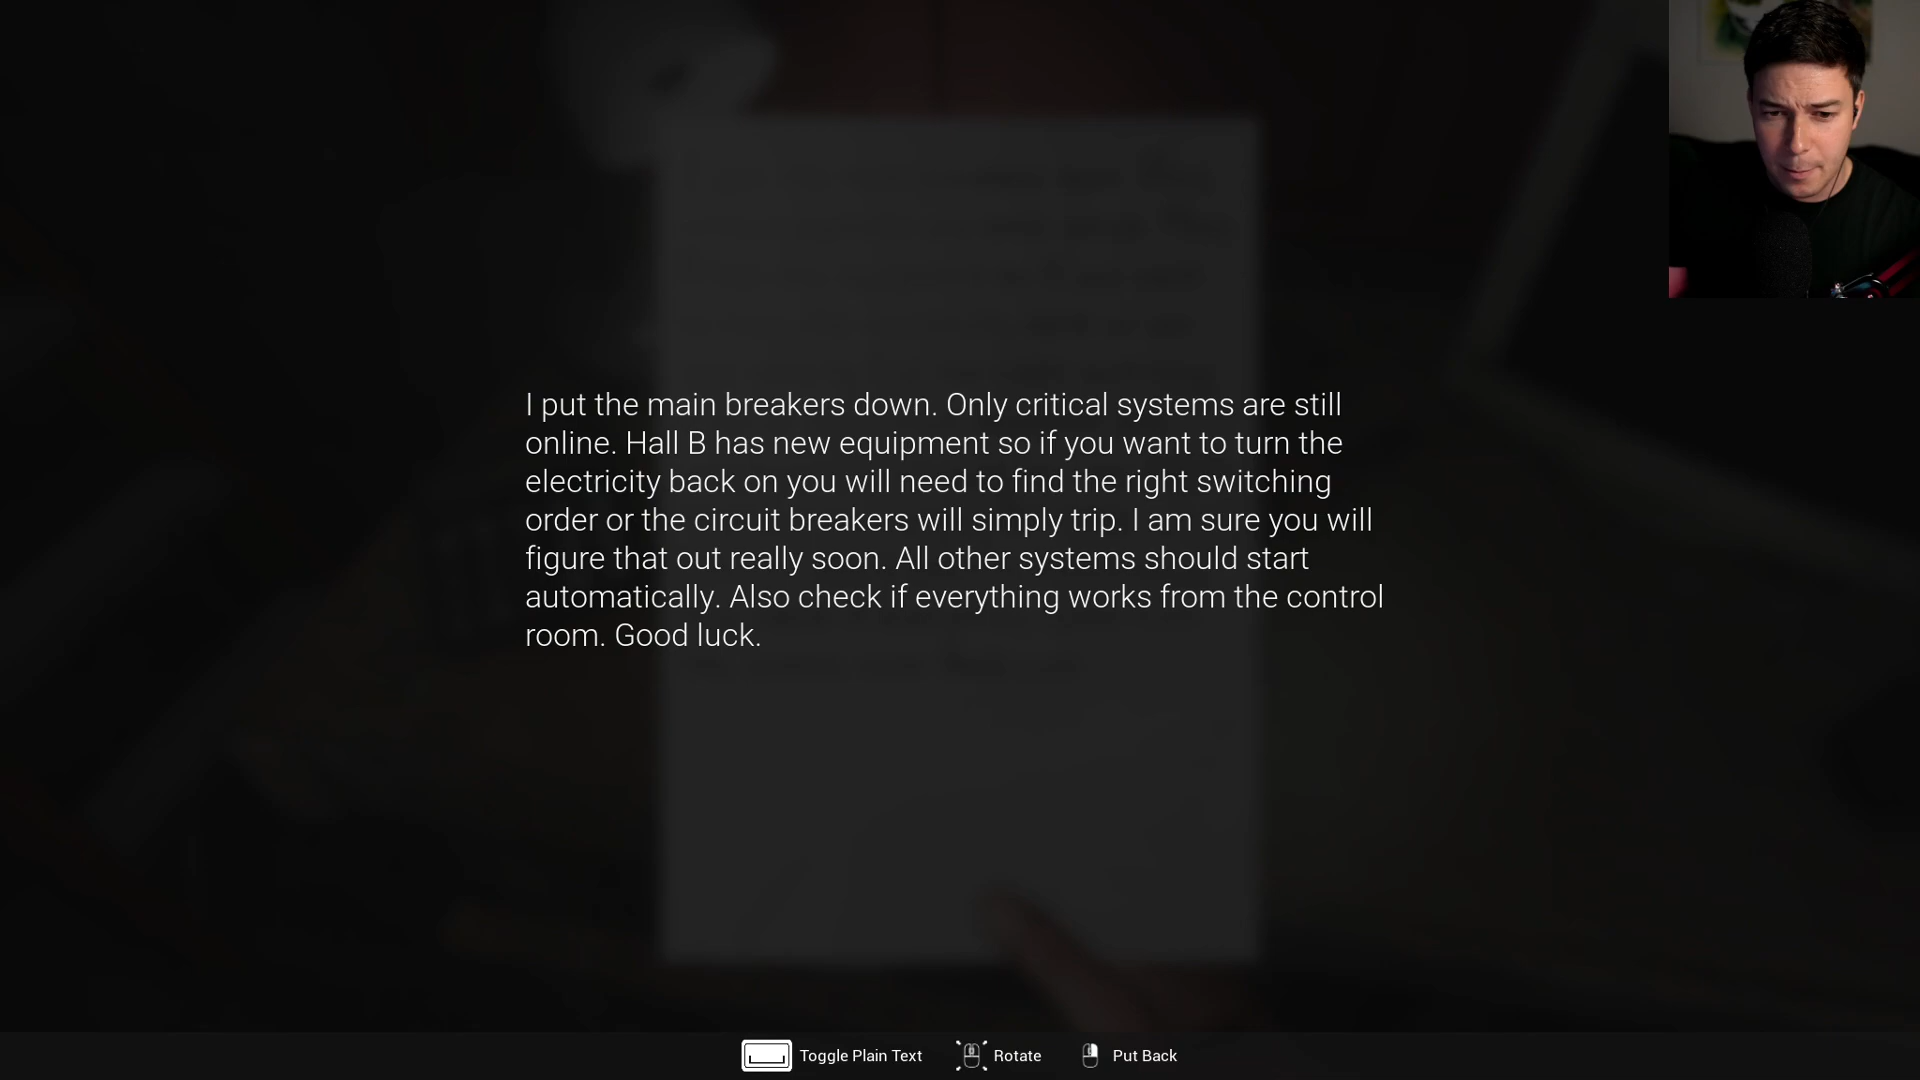 I put the main breakers down. Only critical systems are still
online. Hall B has new equipment so if you want to turn the
electricity back on you will need to find the right switching
order or the circuit breakers will simply trip. I am sure you will
figure that out really soon. All other systems should start
automatically. Also check if everything works from the control
room. Good luck.
Toggle Plain Text Rotate Put Back